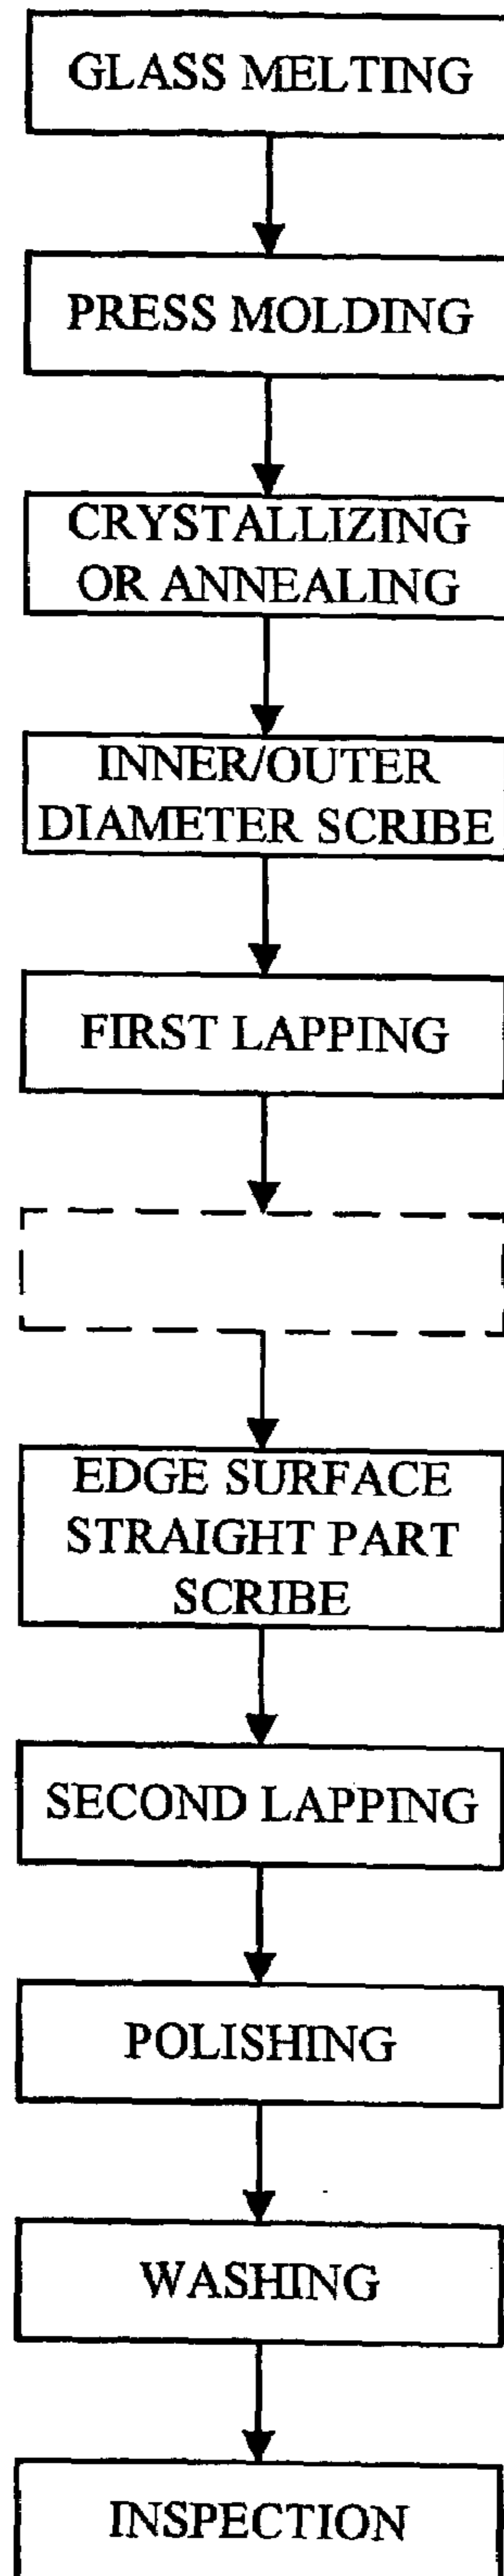 GLASS MELTING
PRESS MOLDING
CRYSTALLIZING
OR ANNEALING
INNER/OUTER
DIAMETER SCRIBE
FIRST LAPPING
EDGE SURFACE
STRAIGHT PART
SCRIBE
SECOND LAPPING
POLISHING
WASHING
INSPECTION